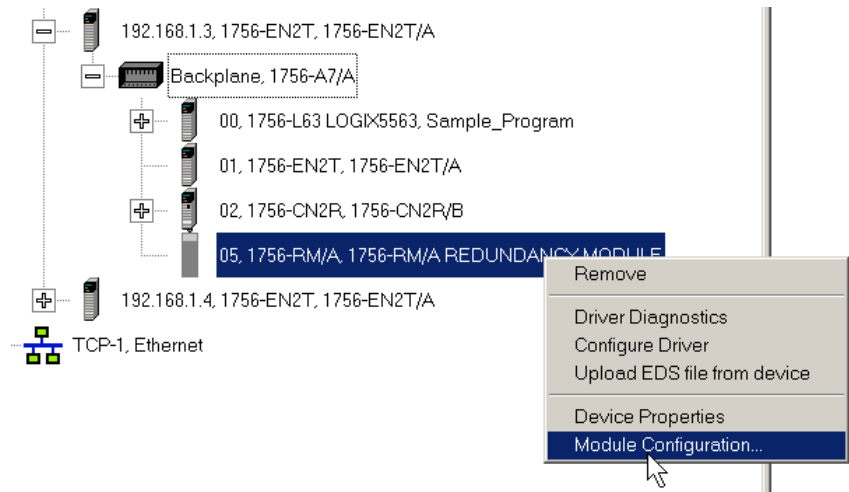 192.168.1.3, 1756-EN2T, 1756-EN2T/A
Backplane, 1756-A7/A
00, 1756-L63 LOGIX5563, Sample_Program
01, 1756-EN2T, 1756-EN2T/A
02, 1756-CN2R, 1756-CN2R/B
05, 1756-RM/A, 1756-RM/A REDUNDANCY MODULE
192.168.1.4, 1756-EN2T, 1756-EN2T/A
TCP-1, Ethernet
Remove
Driver Diagnostics
Configure Driver
Upload EDS file from device
Device Properties
Module Configuration...